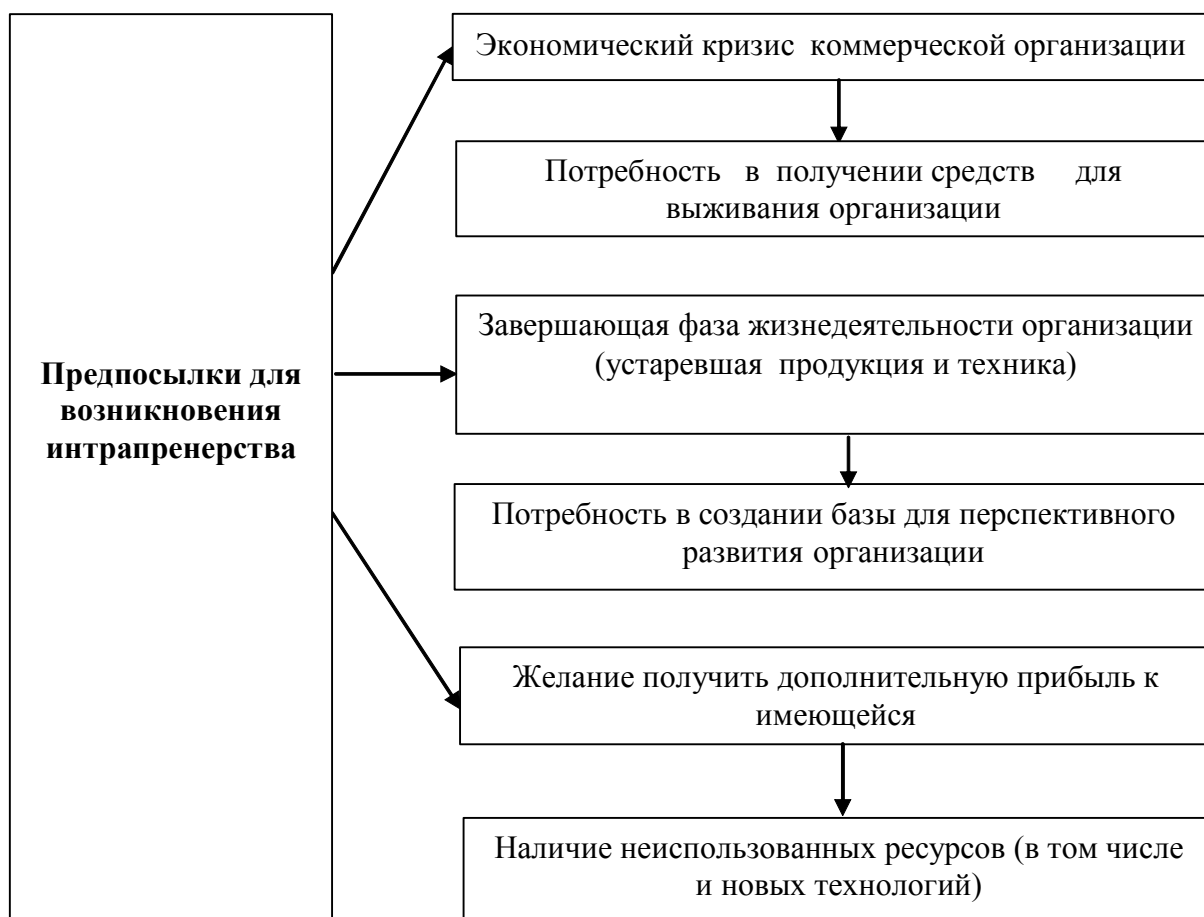 Предпосылки для
возникновения
интрапренерства
Экономический кризис коммерческой организации
Потребность в получении средств для
выживания организации
Завершающая фаза жизнедеятельности организации
(устаревшая продукция и техника)
Потребность в создании базы для перспективного
развития организации
Желание получить дополнительную прибыль к
имеющейся
Наличие неиспользованных ресурсов (в том числе
и новых технологий)